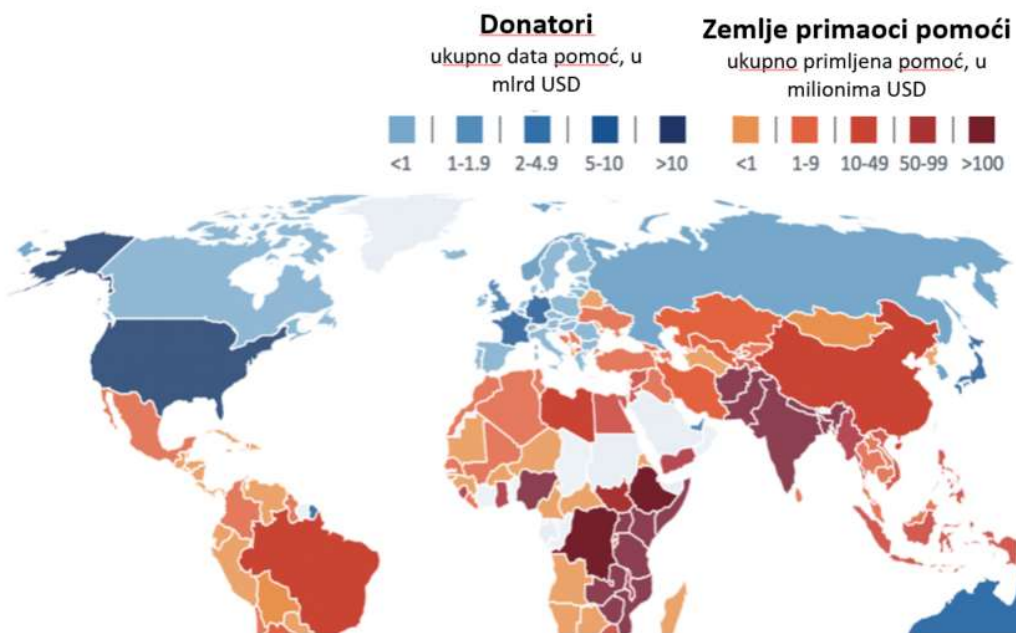 Donatori
ukupno data pomoć, u
mlrd USD
<1 1-1.9 2-4.9 5-10 >10
Zemlje primaoci pomoći
ukupno primljena pomoć, u
milionima USD
<1 1-9 10-49 50-99 >100